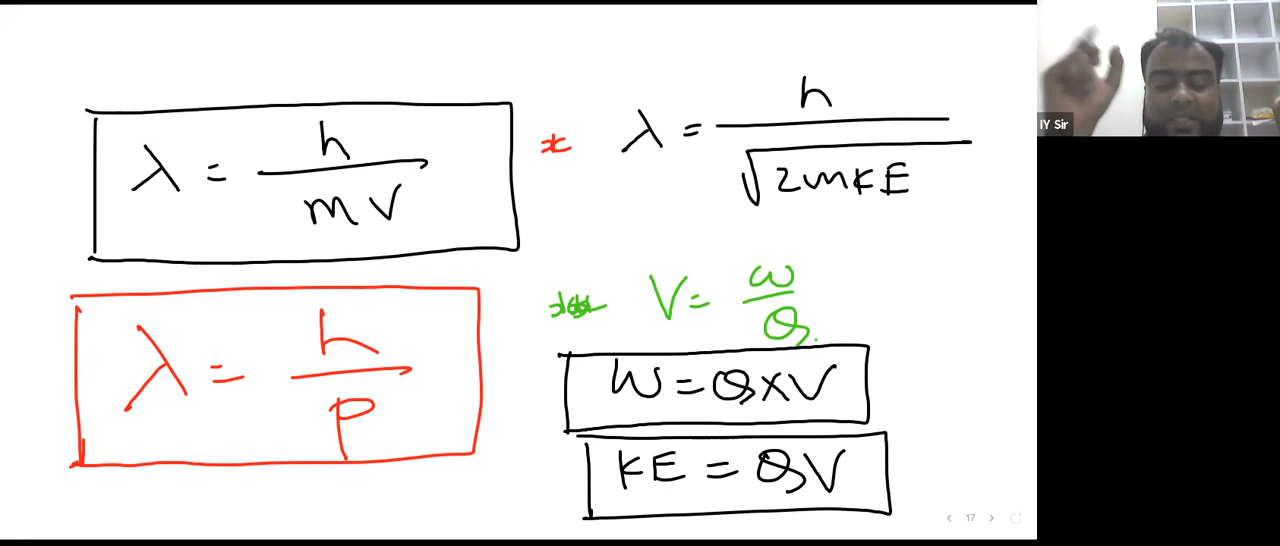 λ = h / mV
* λ = h / √2mKE
λ = h / p
V = W / Q
W = Q × V
KE = QV
IY Sir
< 17 >